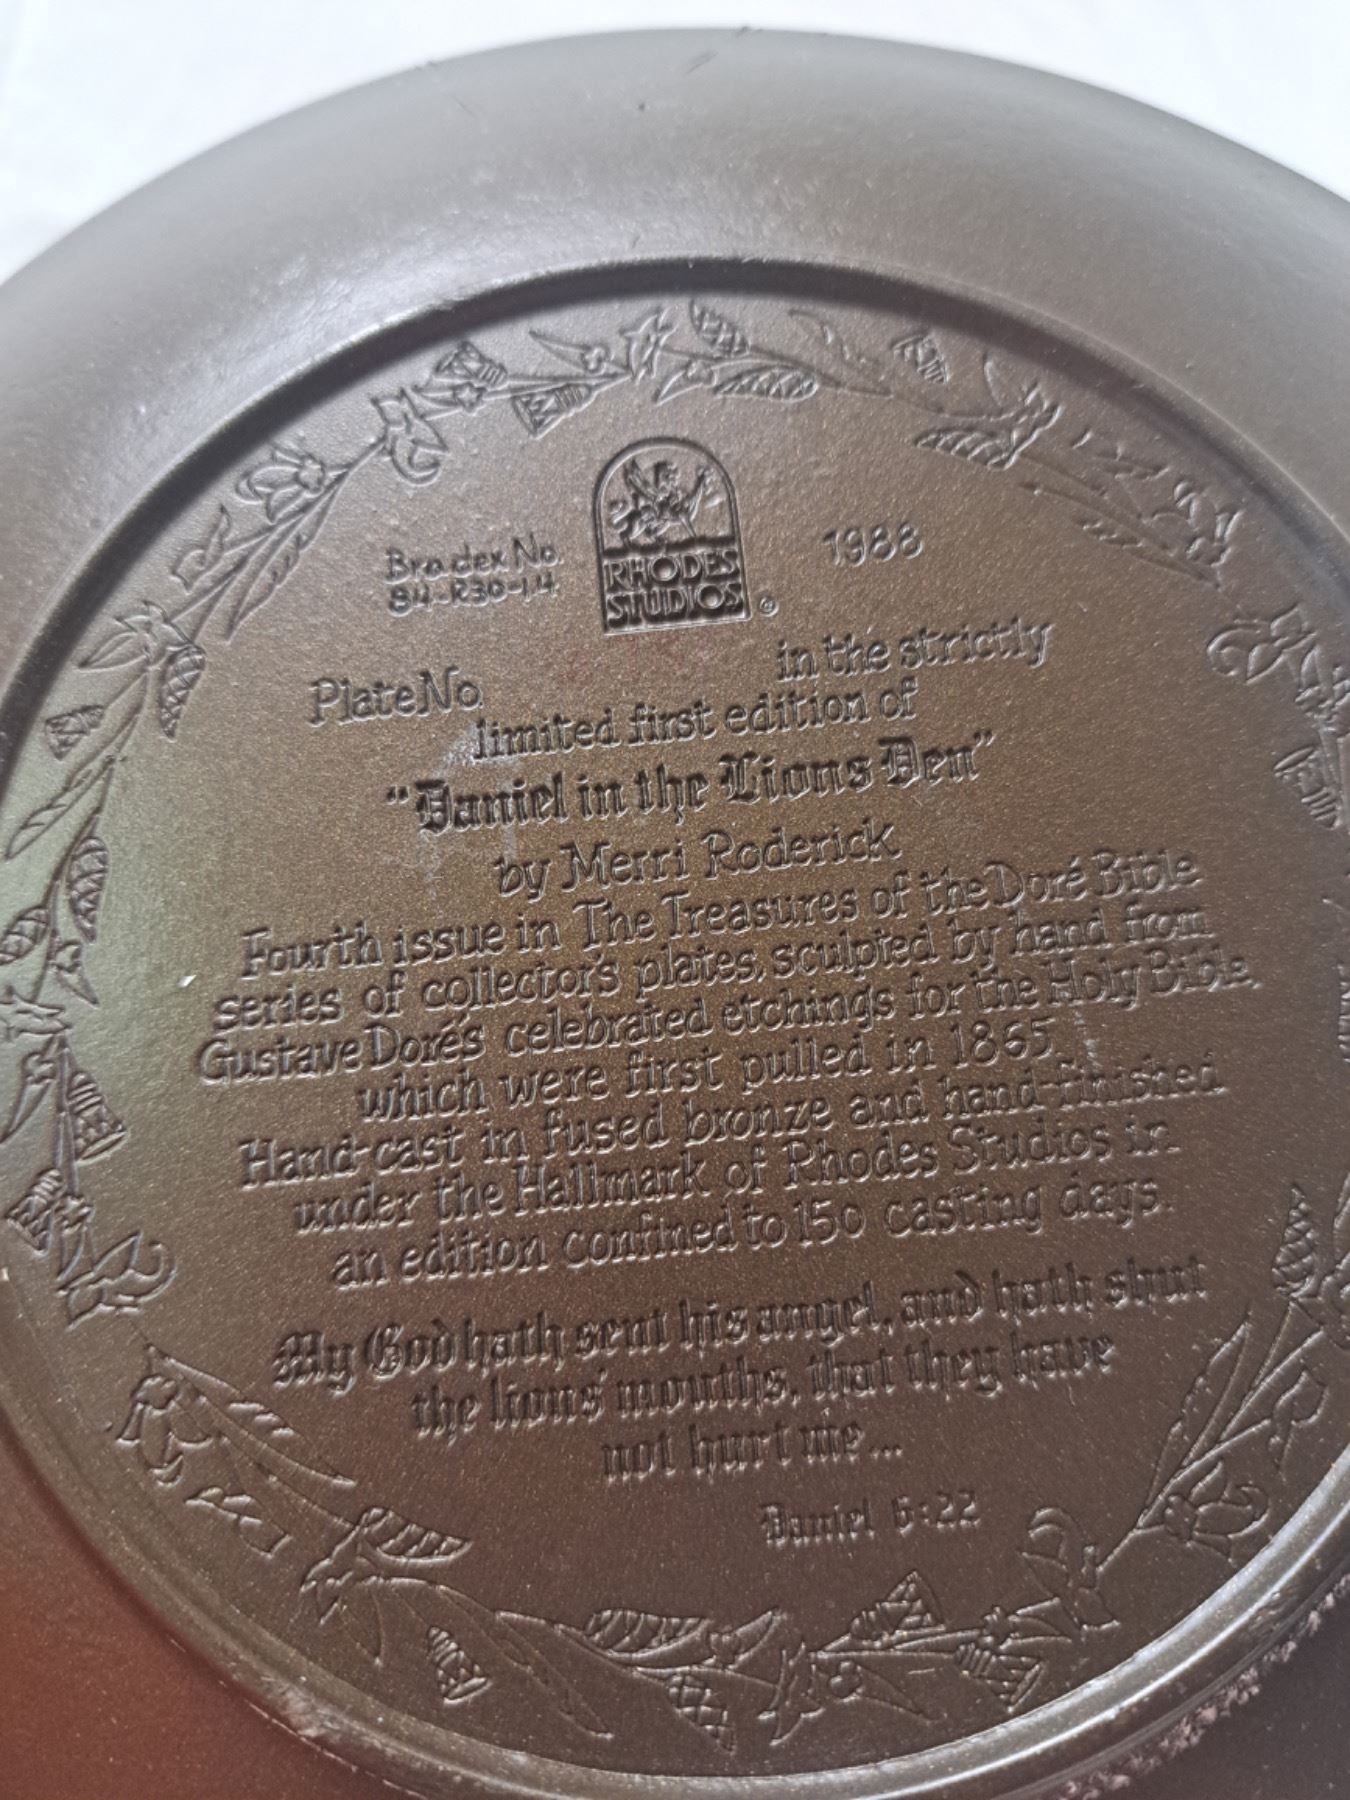 RHODES
STUDIOS
®
Bradex No.
84-R30-1.4
1988
Plate No. in the strictly
limited first edition of
"Daniel in the Lions Den"
by Merri Roderick
Fourth issue in The Treasures of the Doré Bible
series of collector's plates, sculpted by hand from
Gustave Doré's celebrated etchings for the Holy Bible,
which were first pulled in 1865.
Hand-cast in fused bronze and hand-finished
under the Hallmark of Rhodes Studios in
an edition confined to 150 casting days.
My God hath sent his angel, and hath shut
the lions' mouths, that they have
not hurt me...
Daniel 6:22